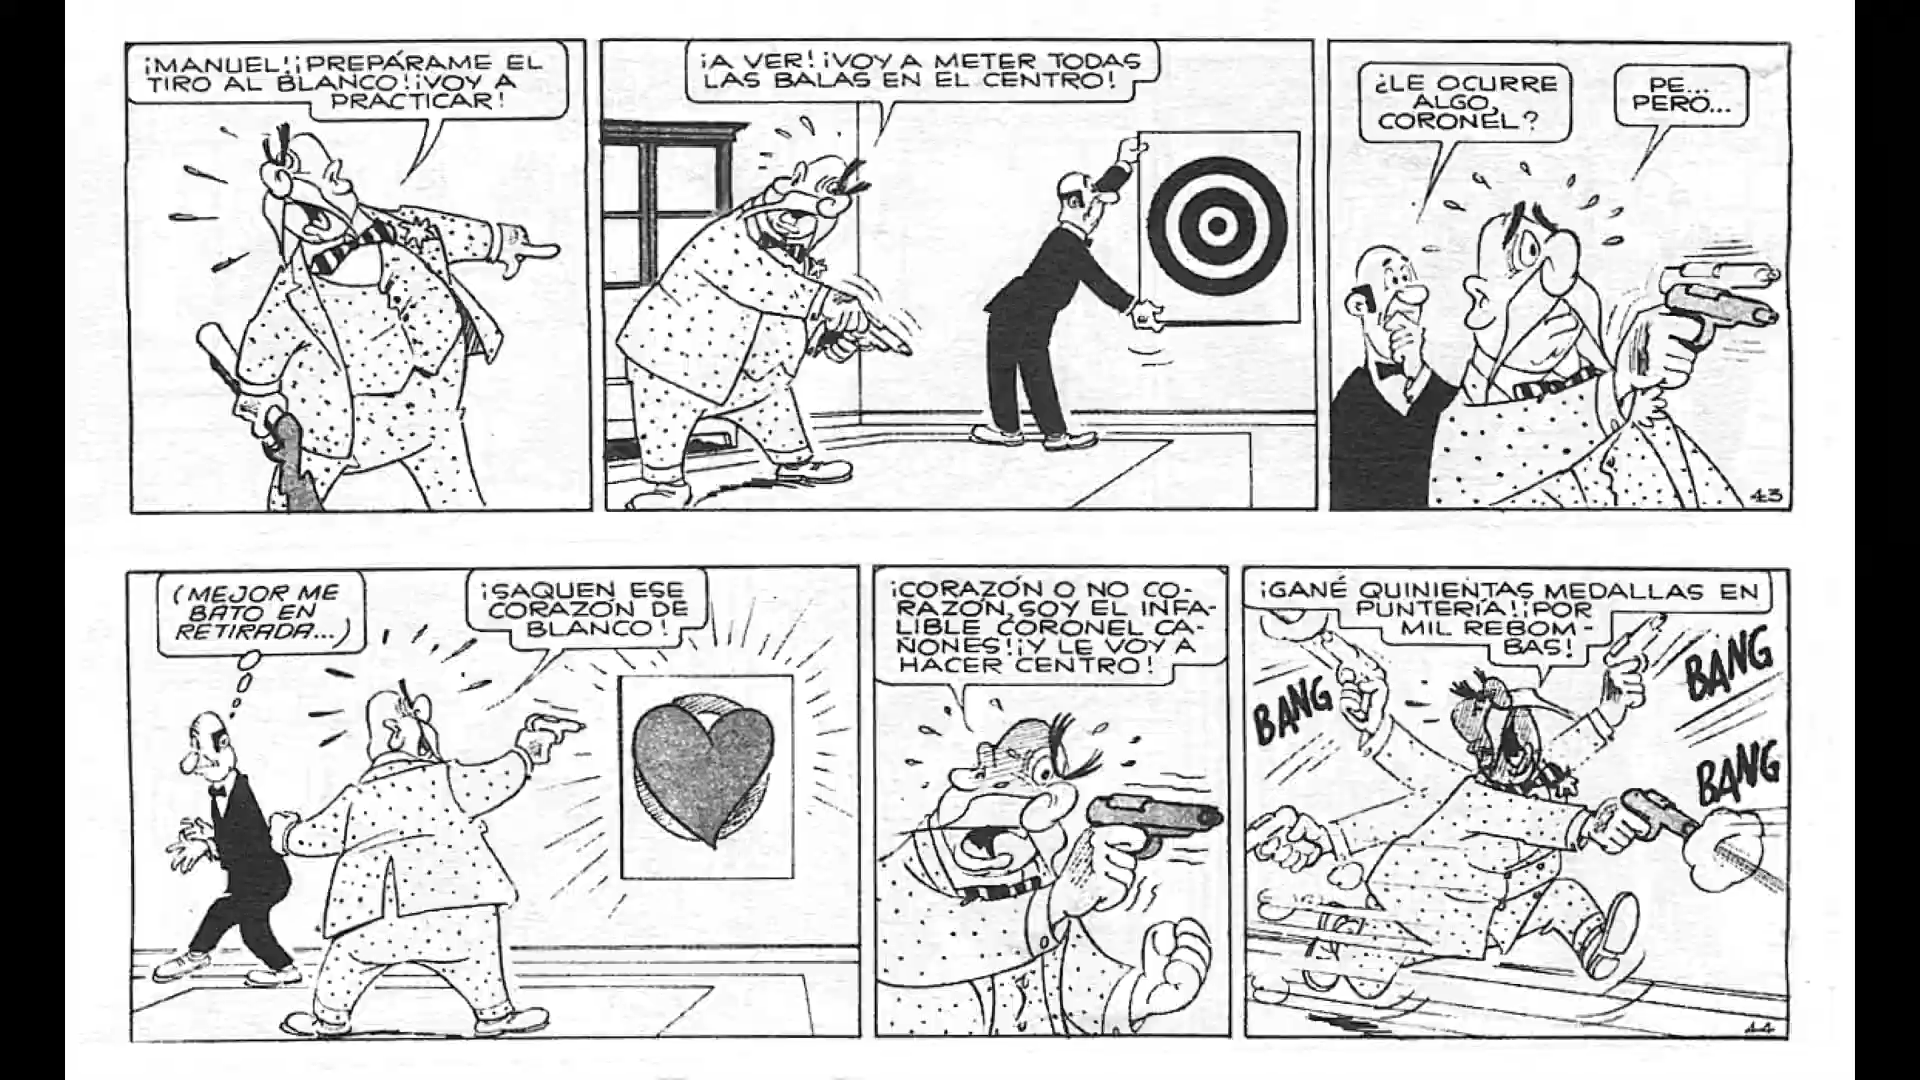 ¡MANUEL!¡PREPÁRAME EL
TIRO AL BLANCO!¡VOY A
PRACTICAR!
¡A VER!¡VOY A METER TODAS
LAS BALAS EN EL CENTRO!
¿LE OCURRE
ALGO,
CORONEL?
PE...
PERO...
43
(MEJOR ME
BATO EN
RETIRADA...)
¡SAQUEN ESE
CORAZÓN DE
BLANCO!
¡CORAZÓN O NO CO-
RAZÓN, SOY EL INFA-
LIBLE CORONEL CA-
ÑONES!¡Y LE VOY A
HACER CENTRO!
¡GANÉ QUINIENTAS MEDALLAS EN
PUNTERÍA!¡POR
MIL REBOM-
BAS!
BANG
BANG
BANG
44